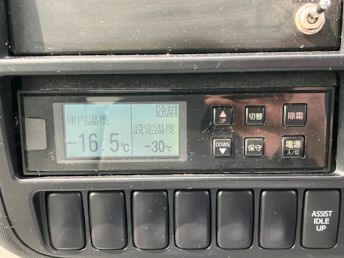 冷却
庫内温度
-16.5℃
設定温度
-30℃
UP
切替
除霜
DOWN
保守
電源
入/切
ASSIST
IDLE
UP